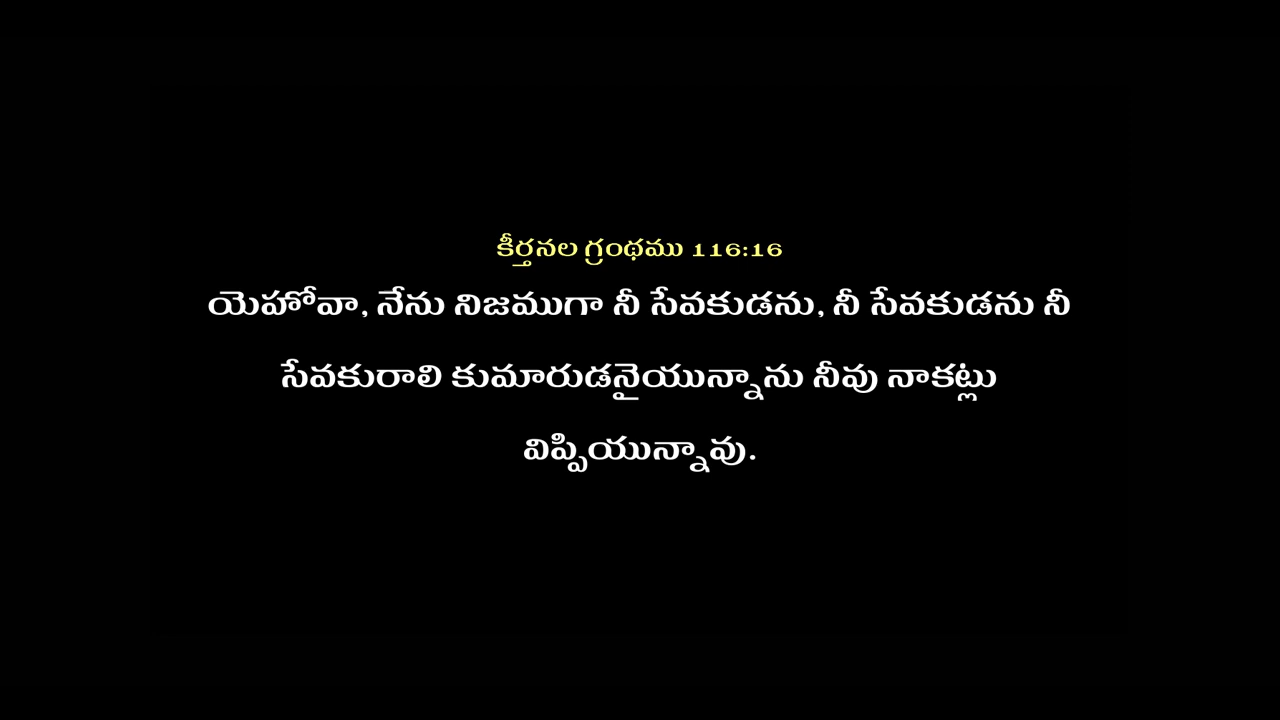 కీర్తనల గ్రంథము 116:16
యెహోవా, నేను నిజముగా నీ సేవకుడను, నీ సేవకుడను నీ
సేవకురాలి కుమారుడనైయున్నాను నీవు నాకట్లు
విప్పియున్నావు.